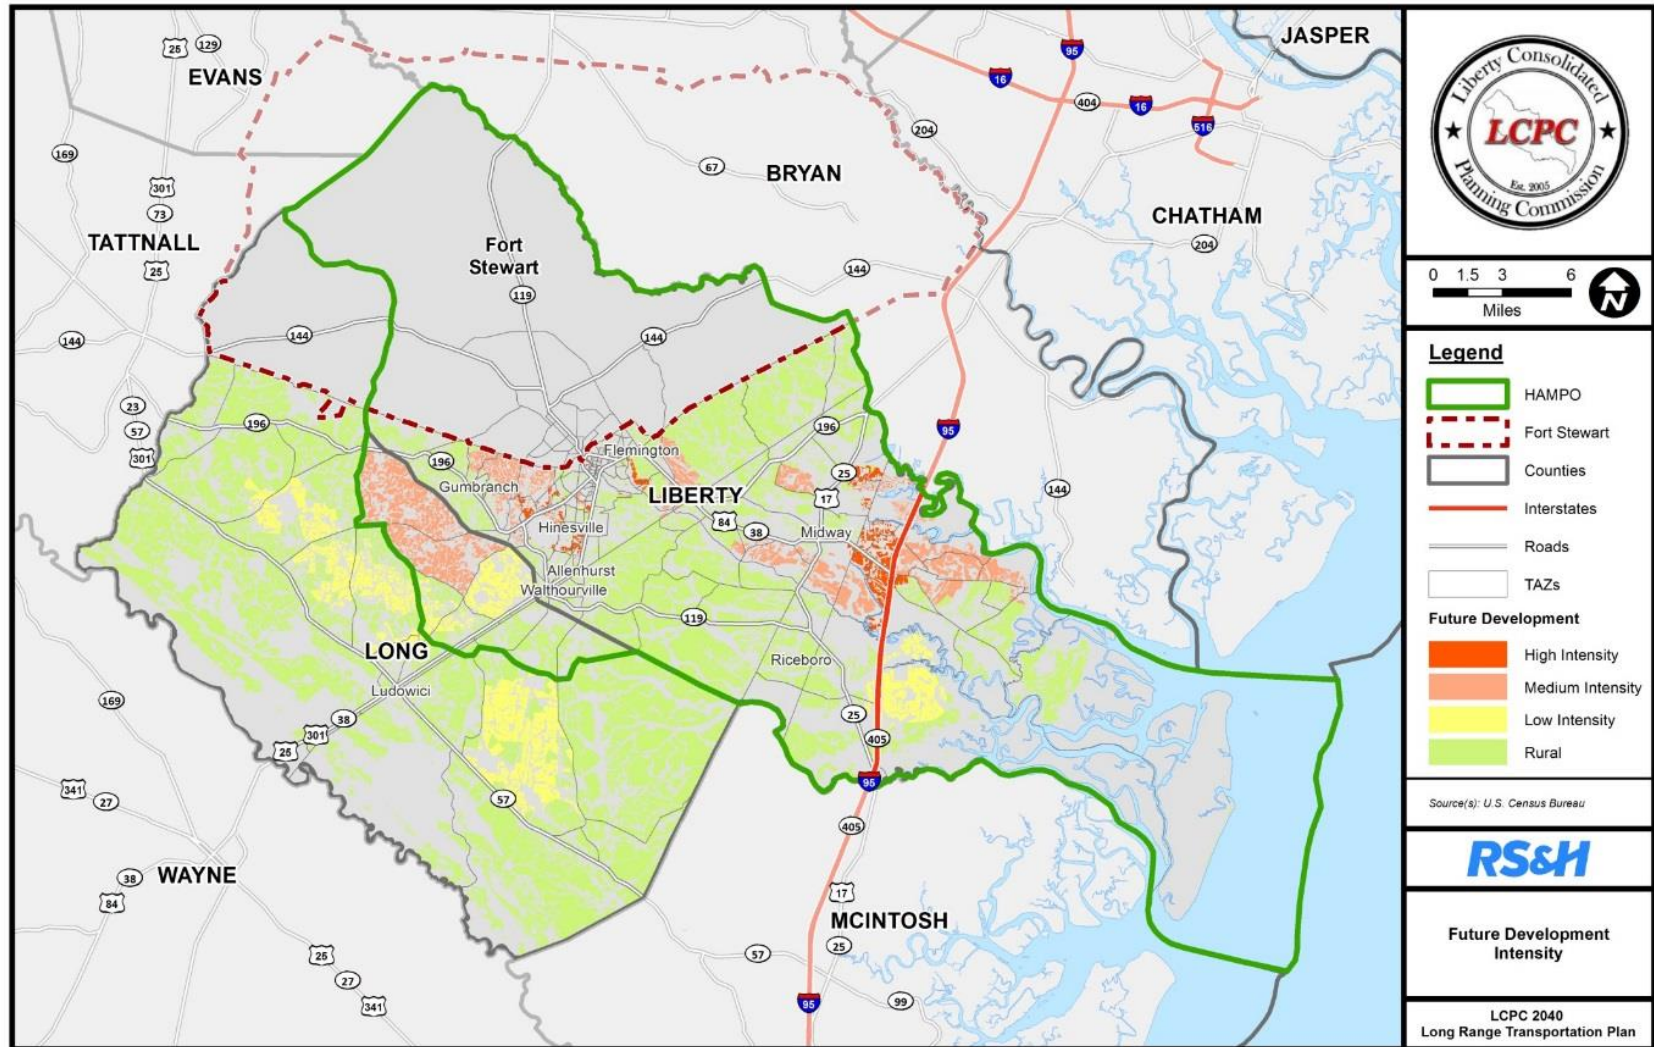 EVANS
JASPER
BRYAN
CHATHAM
TATTNALL
Fort
Stewart
Flemington
Gumbranch
LIBERTY
Hinesville
Midway
Allenhurst
Walthourville
LONG
Riceboro
Ludowici
WAYNE
MCINTOSH
25
129
95
16
404
16
516
204
169
67
301
73
204
25
144
119
144
144
144
23
57
301
196
196
196
25
17
95
144
84
38
119
169
38
301
25
25
405
95
341
27
57
405
38
84
17
25
57
25
27
341
95
99
Liberty Consolidated
LCPC
Est. 2005
Planning Commission
0 1.5 3 6
Miles
N
Legend
HAMPO
Fort Stewart
Counties
Interstates
Roads
TAZs
Future Development
High Intensity
Medium Intensity
Low Intensity
Rural
Source(s): U.S. Census Bureau
RS&H
Future Development
Intensity
LCPC 2040
Long Range Transportation Plan